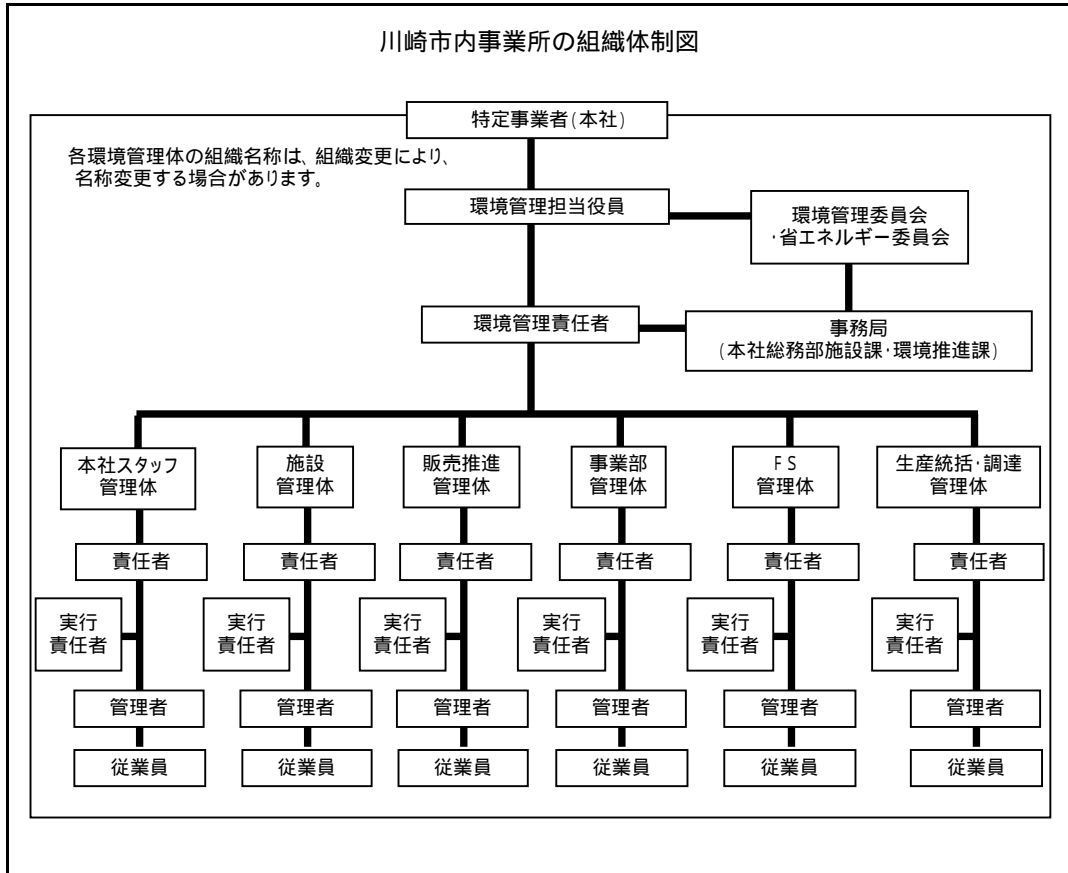 川崎市内事業所の組織体制図
特定事業者(本社)
各環境管理体の組織名称は、組織変更により、
名称変更する場合があります。
環境管理担当役員
環境管理委員会
・省エネルギー委員会
環境管理責任者
事務局
(本社総務部施設課・環境推進課)
本社スタッフ
管理体
施設
管理体
販売推進
管理体
事業部
管理体
FS
管理体
生産統括・調達
管理体
責任者
責任者
責任者
責任者
責任者
責任者
実行
責任者
実行
責任者
実行
責任者
実行
責任者
実行
責任者
実行
責任者
管理者
管理者
管理者
管理者
管理者
管理者
従業員
従業員
従業員
従業員
従業員
従業員